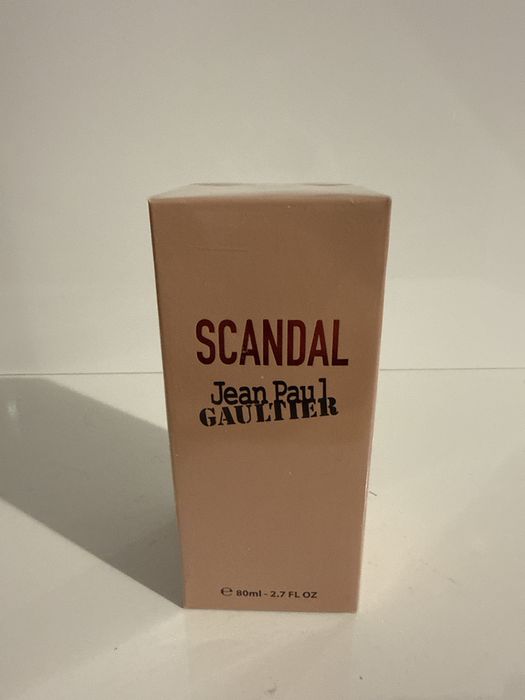 SCANDAL
Jean Paul
GAULTIER
℮ 80ml - 2.7 FL OZ